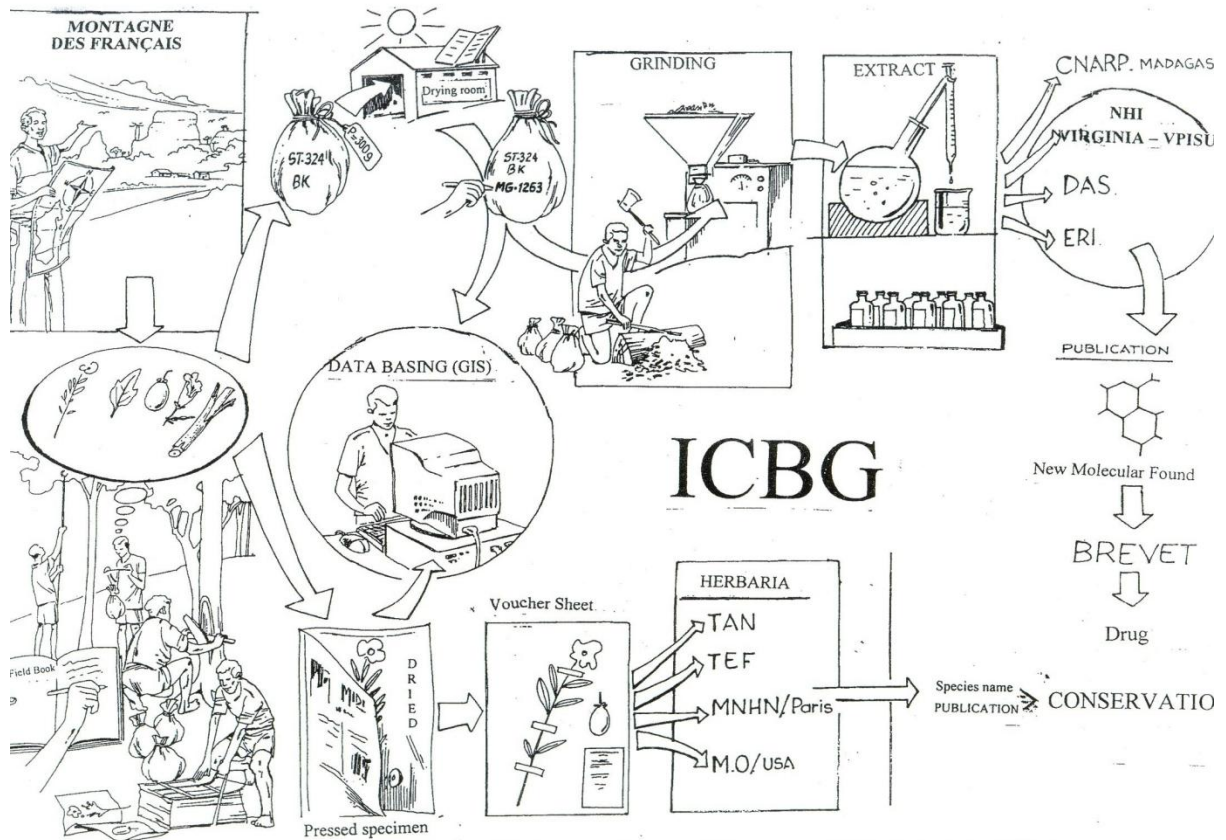 MONTAGNE
DES FRANÇAIS
Drying room
P=300g
ST-324
BK
ST-324
BK
MG-1263
GRINDING
EXTRACT
CNARP. MADAGAS
NHI
VIRGINIA – VPISU
DAS.
ERI.
PUBLICATION
New Molecular Found
BREVET
Drug
DATA BASING (GIS)
ICBG
Field Book
DRIED
MIDI
Pressed specimen
Voucher Sheet
HERBARIA
TAN
TEF
MNHN/Paris
M.O/USA
Species name
PUBLICATION
CONSERVATIO